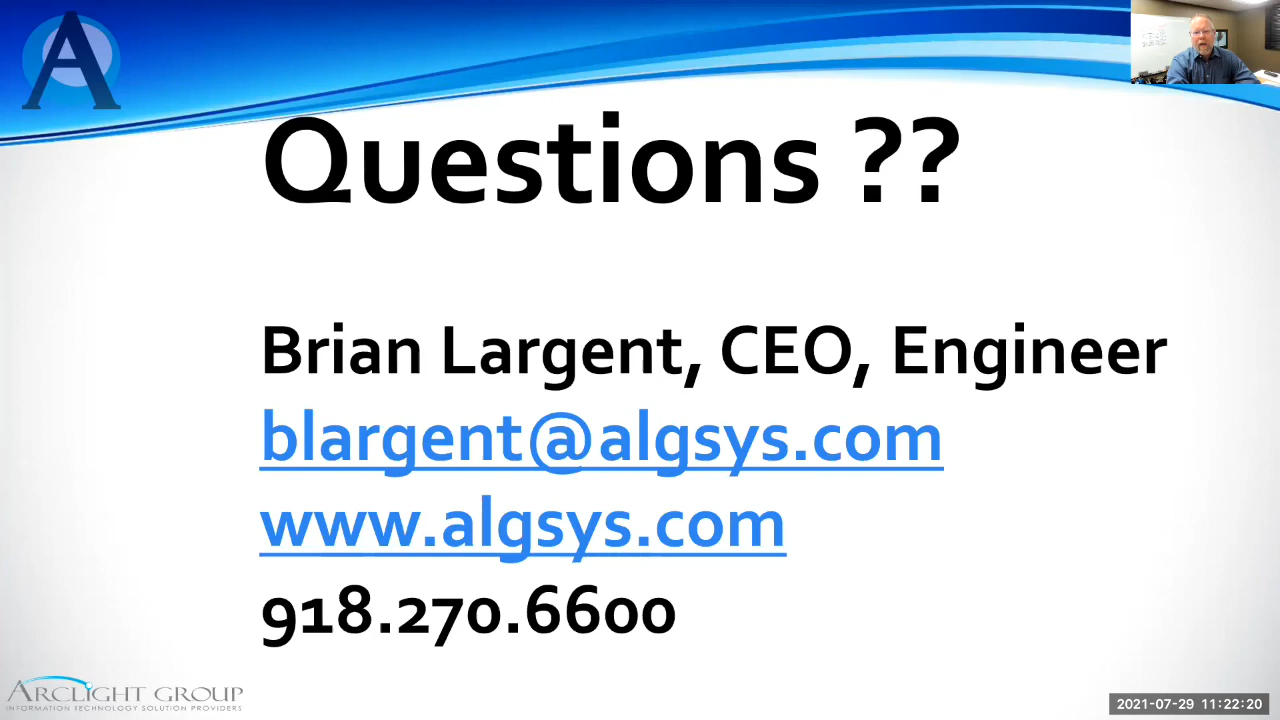 A
Questions ??
Brian Largent, CEO, Engineer
blargent@algsys.com
www.algsys.com
918.270.6600
ARCLIGHT GROUP
INFORMATION TECHNOLOGY SOLUTION PROVIDERS
2021-07-29 11:22:20